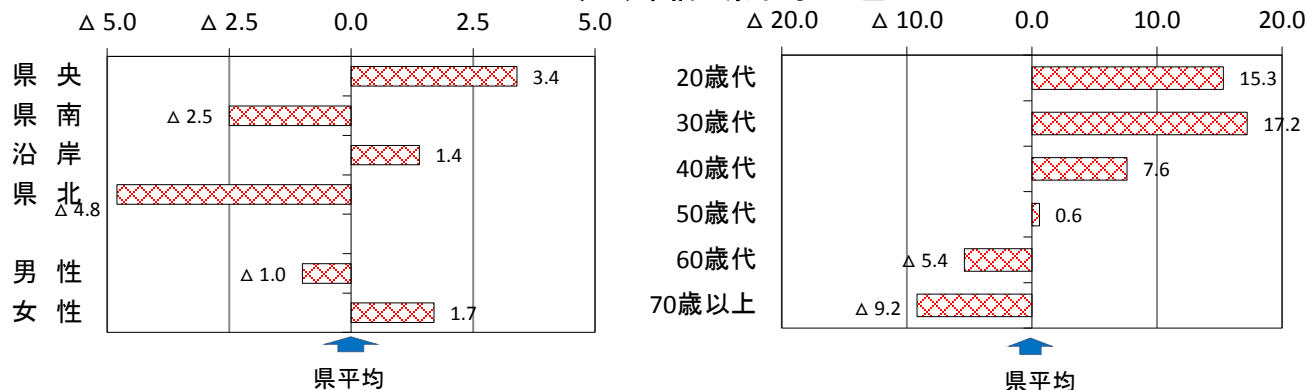 △ 5.0 △ 2.5 0.0 2.5 5.0
県 央 3.4
県 南 △ 2.5
沿 岸 1.4
県 北 △ 4.8
男 性 △ 1.0
女 性 1.7
県平均
△ 20.0 △ 10.0 0.0 10.0 20.0
20歳代 15.3
30歳代 17.2
40歳代 7.6
50歳代 0.6
60歳代 △ 5.4
70歳以上 △ 9.2
県平均